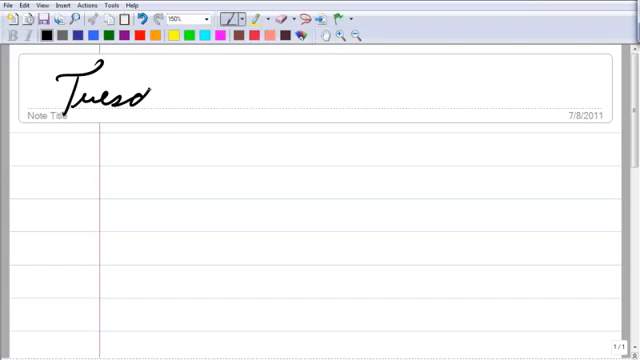 File Edit View Insert Actions Tools Help
150%
B I
Tuesd
Note Title 7/8/2011
1 / 1